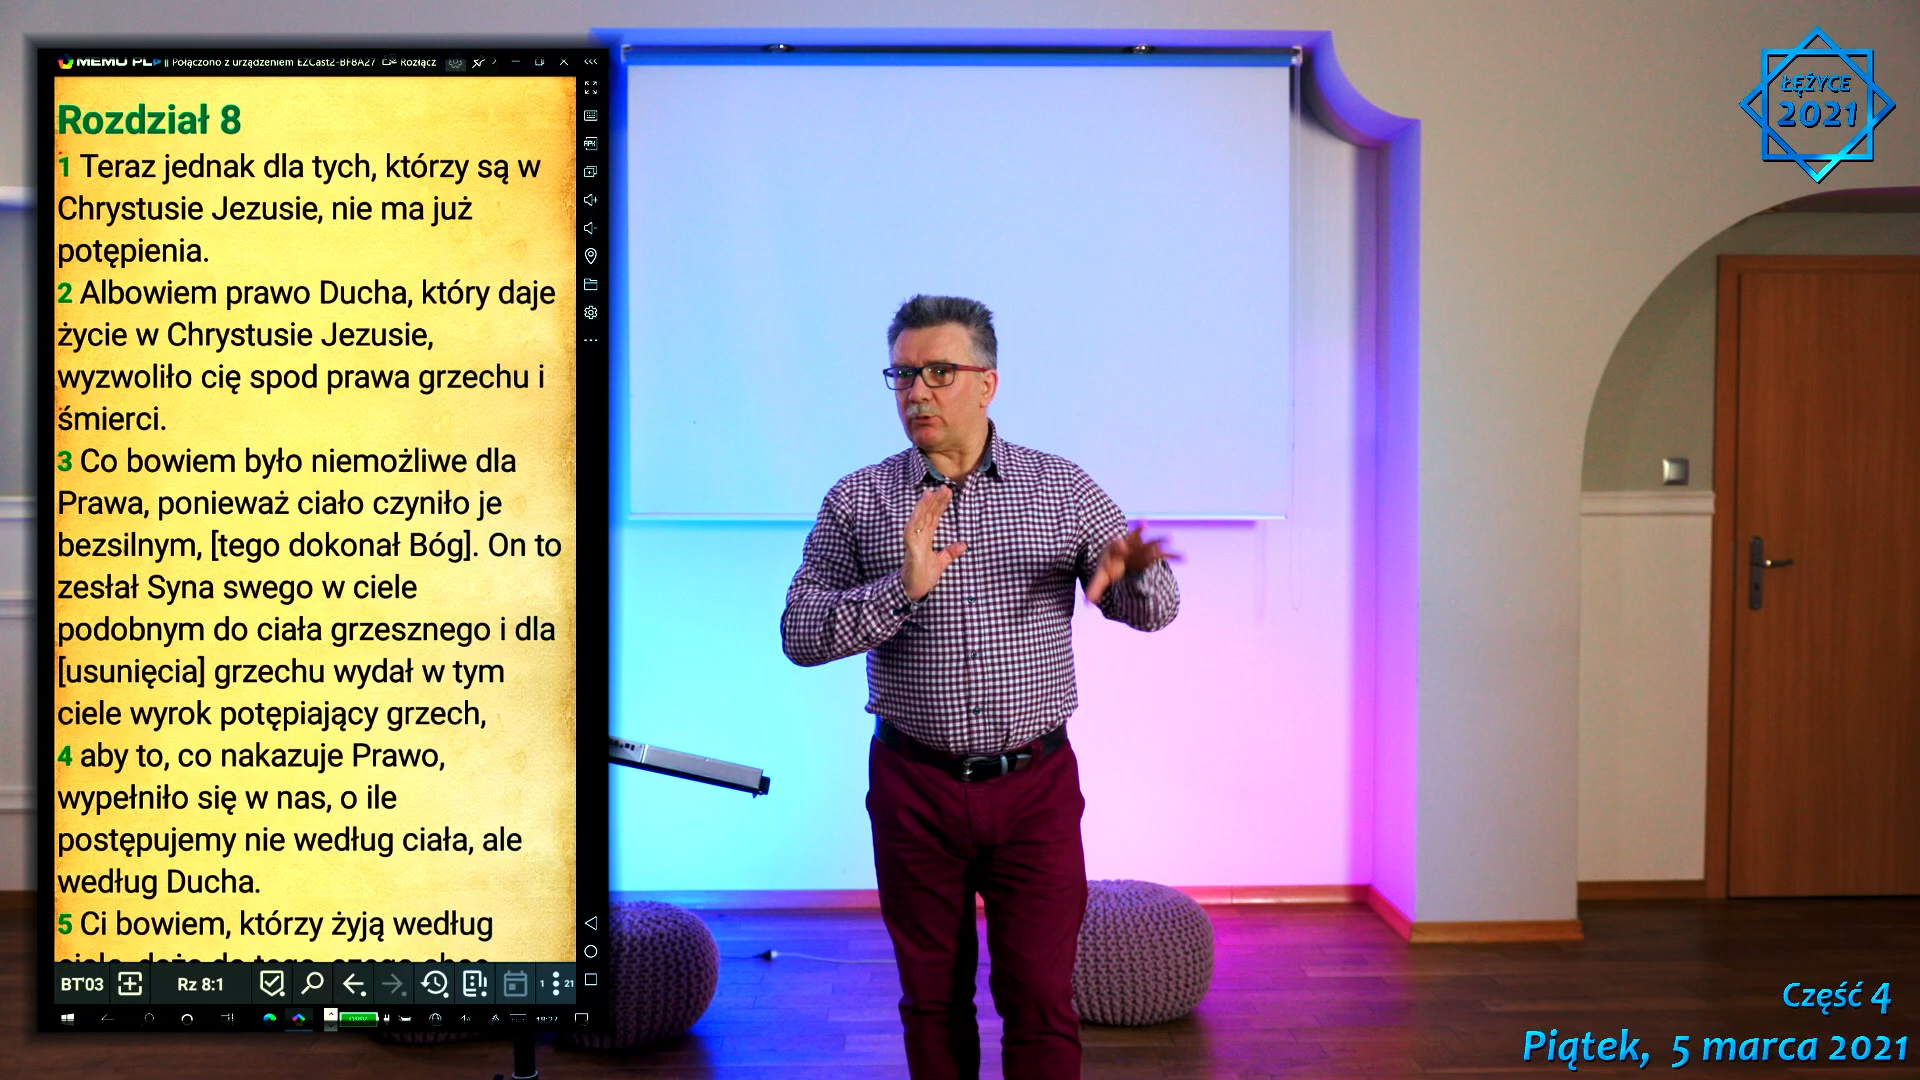 MEMU PL
Połączono z urządzeniem EZCast2-BF8A27 Rozłącz
Rozdział 8
1 Teraz jednak dla tych, którzy są w
Chrystusie Jezusie, nie ma już
potępienia.
2 Albowiem prawo Ducha, który daje
życie w Chrystusie Jezusie,
wyzwoliło cię spod prawa grzechu i
śmierci.
3 Co bowiem było niemożliwe dla
Prawa, ponieważ ciało czyniło je
bezsilnym, [tego dokonał Bóg]. On to
zesłał Syna swego w ciele
podobnym do ciała grzesznego i dla
[usunięcia] grzechu wydał w tym
ciele wyrok potępiający grzech,
4 aby to, co nakazuje Prawo,
wypełniło się w nas, o ile
postępujemy nie według ciała, ale
według Ducha.
5 Ci bowiem, którzy żyją według
BT'03 Rz 8:1 1 21
ŁĘŻYCE
2021
Część 4
Piątek, 5 marca 2021